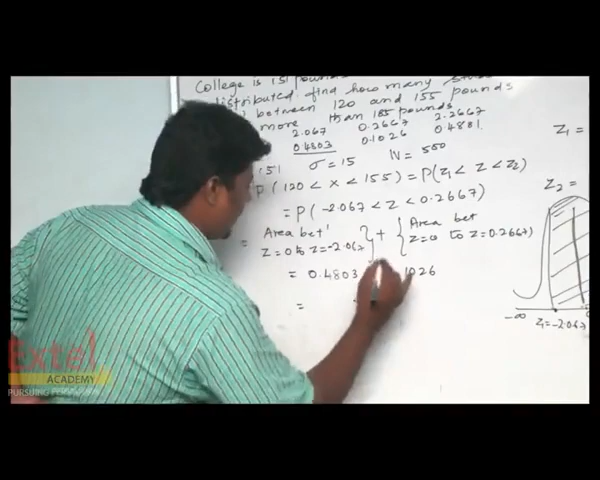 College is 151 pounds
distributed. find how many
between 120 and 155 pounds
more than 185 pounds
2.067 0.2667 2.2667
0.4803 0.1026 0.4881
51 σ = 15 N = 500
P(120 < x < 155) = P(Z1 < Z < Z2)
= P(-2.067 < Z < 0.2667)
= Area bet' Z = 0 to Z = -2.067 } + { Area bet Z = 0 to Z = 0.2667)
= 0.4803 1026
=
Z1 =
Z2 =
-∞ Z1 = -2.067
Extel
ACADEMY
PURSUING